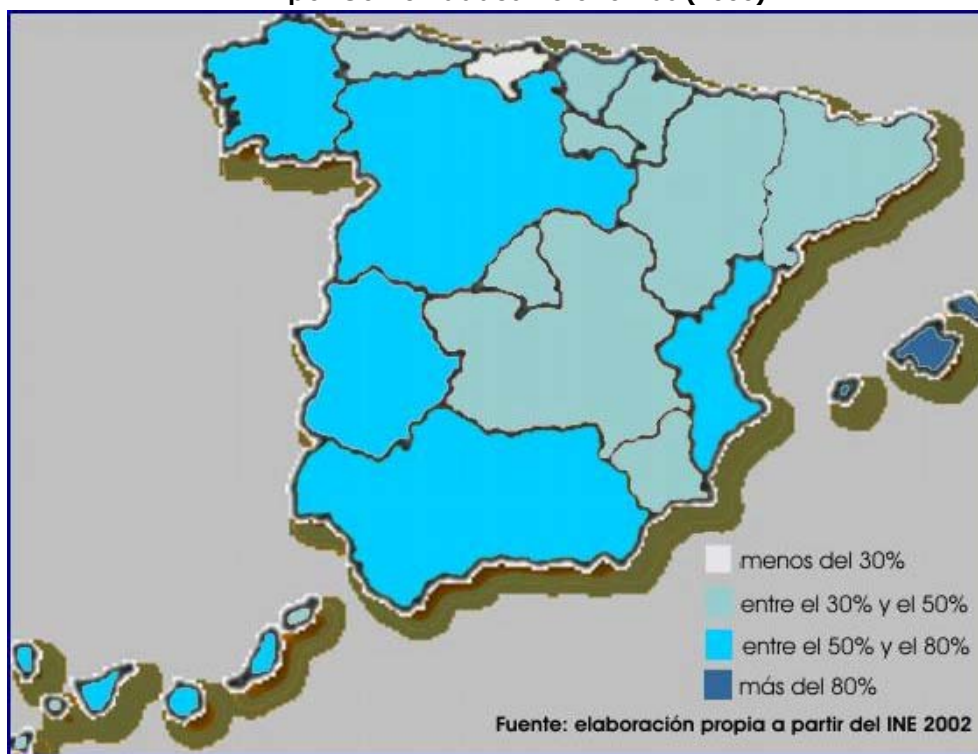 menos del 30%
entre el 30% y el 50%
entre el 50% y el 80%
más del 80%
Fuente: elaboración propia a partir del INE 2002